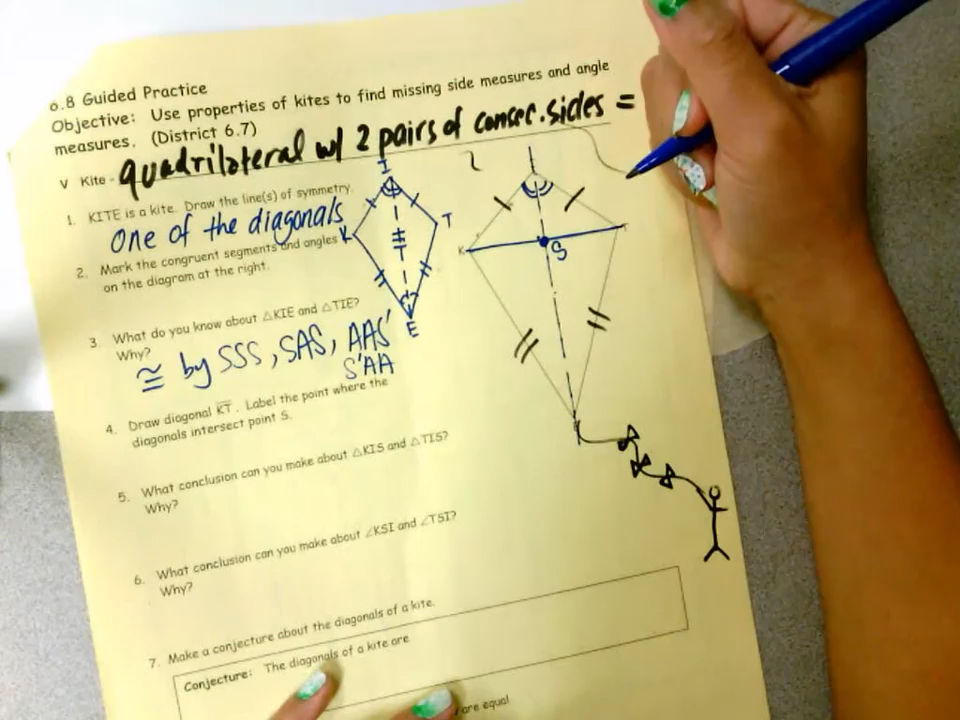 6.8 Guided Practice
Objective: Use properties of kites to find missing side measures and angle
measures. (District 6.7)
V Kite - quadrilateral w/ 2 pairs of consec. sides =
1. KITE is a kite. Draw the line(s) of symmetry.
One of the diagonals
2. Mark the congruent segments and angles
on the diagram at the right.
I
K
T
E
3. What do you know about △KIE and △TIE?
Why?
≅ by SSS, SAS, AAS'
S'AA
4. Draw diagonal KT. Label the point where the
diagonals intersect point S.
K
S
5. What conclusion can you make about △KIS and △TIS?
Why?
6. What conclusion can you make about ∠KSI and ∠TSI?
Why?
7. Make a conjecture about the diagonals of a kite.
Conjecture: The diagonals of a kite are
are equal